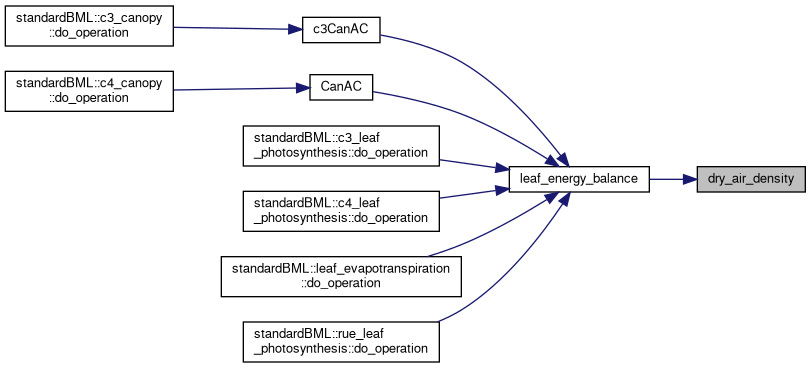 standardBML::c3_canopy
::do_operation
c3CanAC
standardBML::c4_canopy
::do_operation
CanAC
standardBML::c3_leaf
_photosynthesis::do_operation
leaf_energy_balance
dry_air_density
standardBML::c4_leaf
_photosynthesis::do_operation
standardBML::leaf_evapotranspiration
::do_operation
standardBML::rue_leaf
_photosynthesis::do_operation